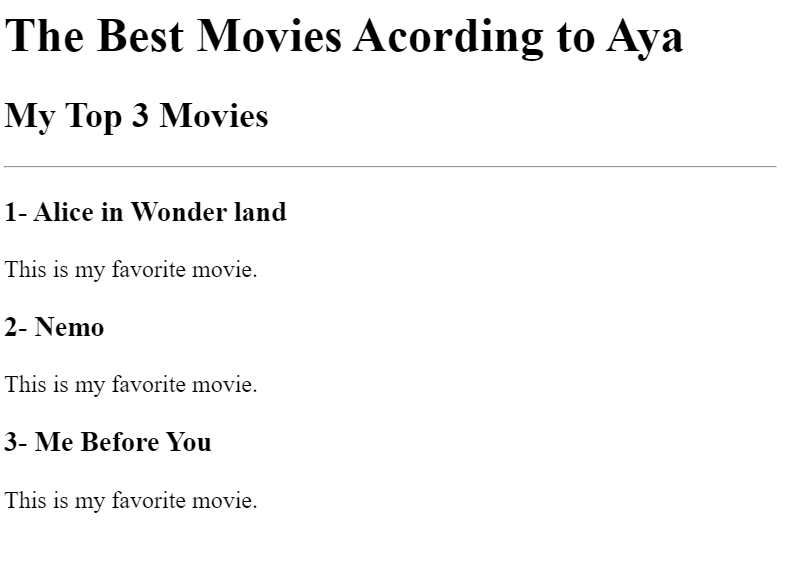 The Best Movies Acording to Aya
My Top 3 Movies
1- Alice in Wonder land
This is my favorite movie.
2- Nemo
This is my favorite movie.
3- Me Before You
This is my favorite movie.